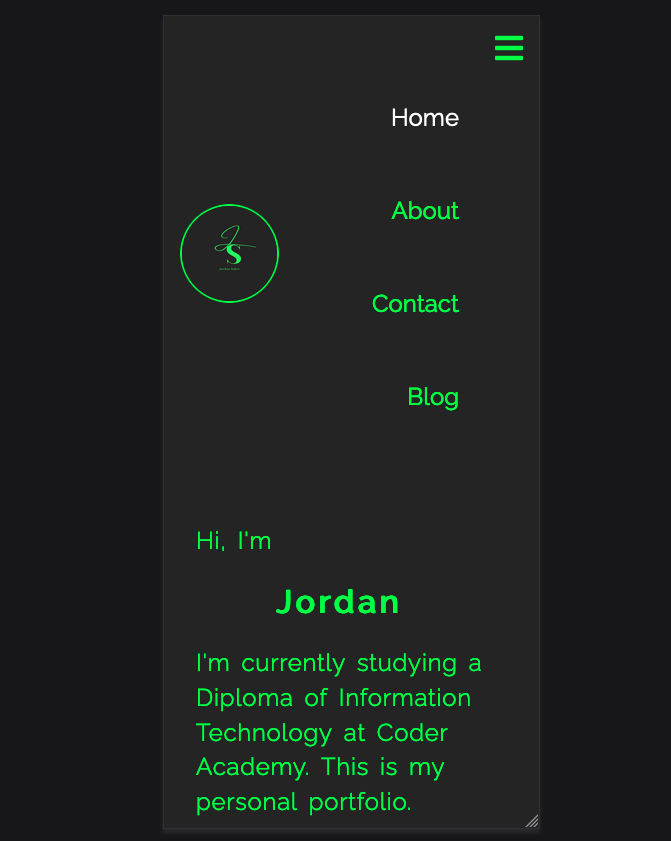 Home
About
JS
Contact
Blog
Hi, I'm
Jordan
I'm currently studying a
Diploma of Information
Technology at Coder
Academy. This is my
personal portfolio.